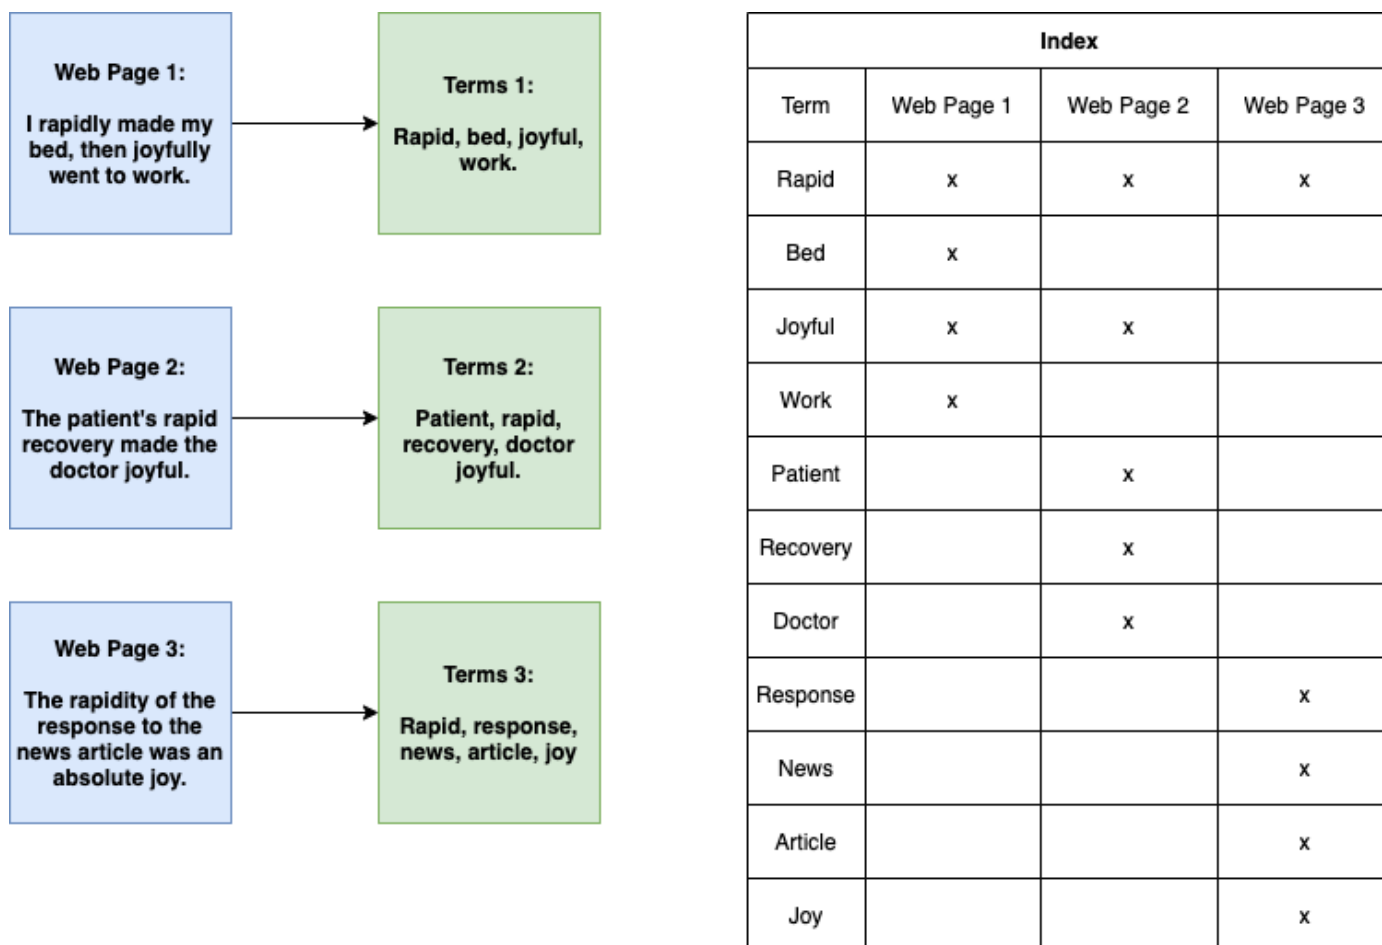 Web Page 1:
I rapidly made my
bed, then joyfully
went to work.
Terms 1:
Rapid, bed, joyful,
work.
Web Page 2:
The patient's rapid
recovery made the
doctor joyful.
Terms 2:
Patient, rapid,
recovery, doctor
joyful.
Web Page 3:
The rapidity of the
response to the
news article was an
absolute joy.
Terms 3:
Rapid, response,
news, article, joy
Index
Term Web Page 1 Web Page 2 Web Page 3
Rapid x x x
Bed x
Joyful x x
Work x
Patient x
Recovery x
Doctor x
Response x
News x
Article x
Joy x